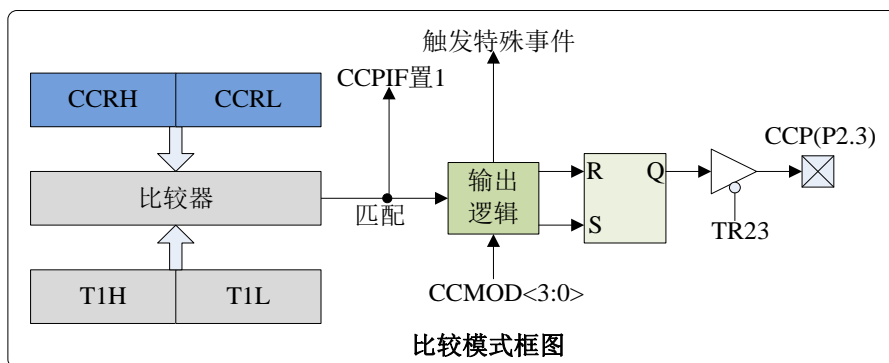 触发特殊事件
CCPIF置1
CCRH CCRL
CCP(P2.3)
比较器
匹配
输出
逻辑
R Q
S
TR23
T1H T1L
CCMOD<3:0>
比较模式框图